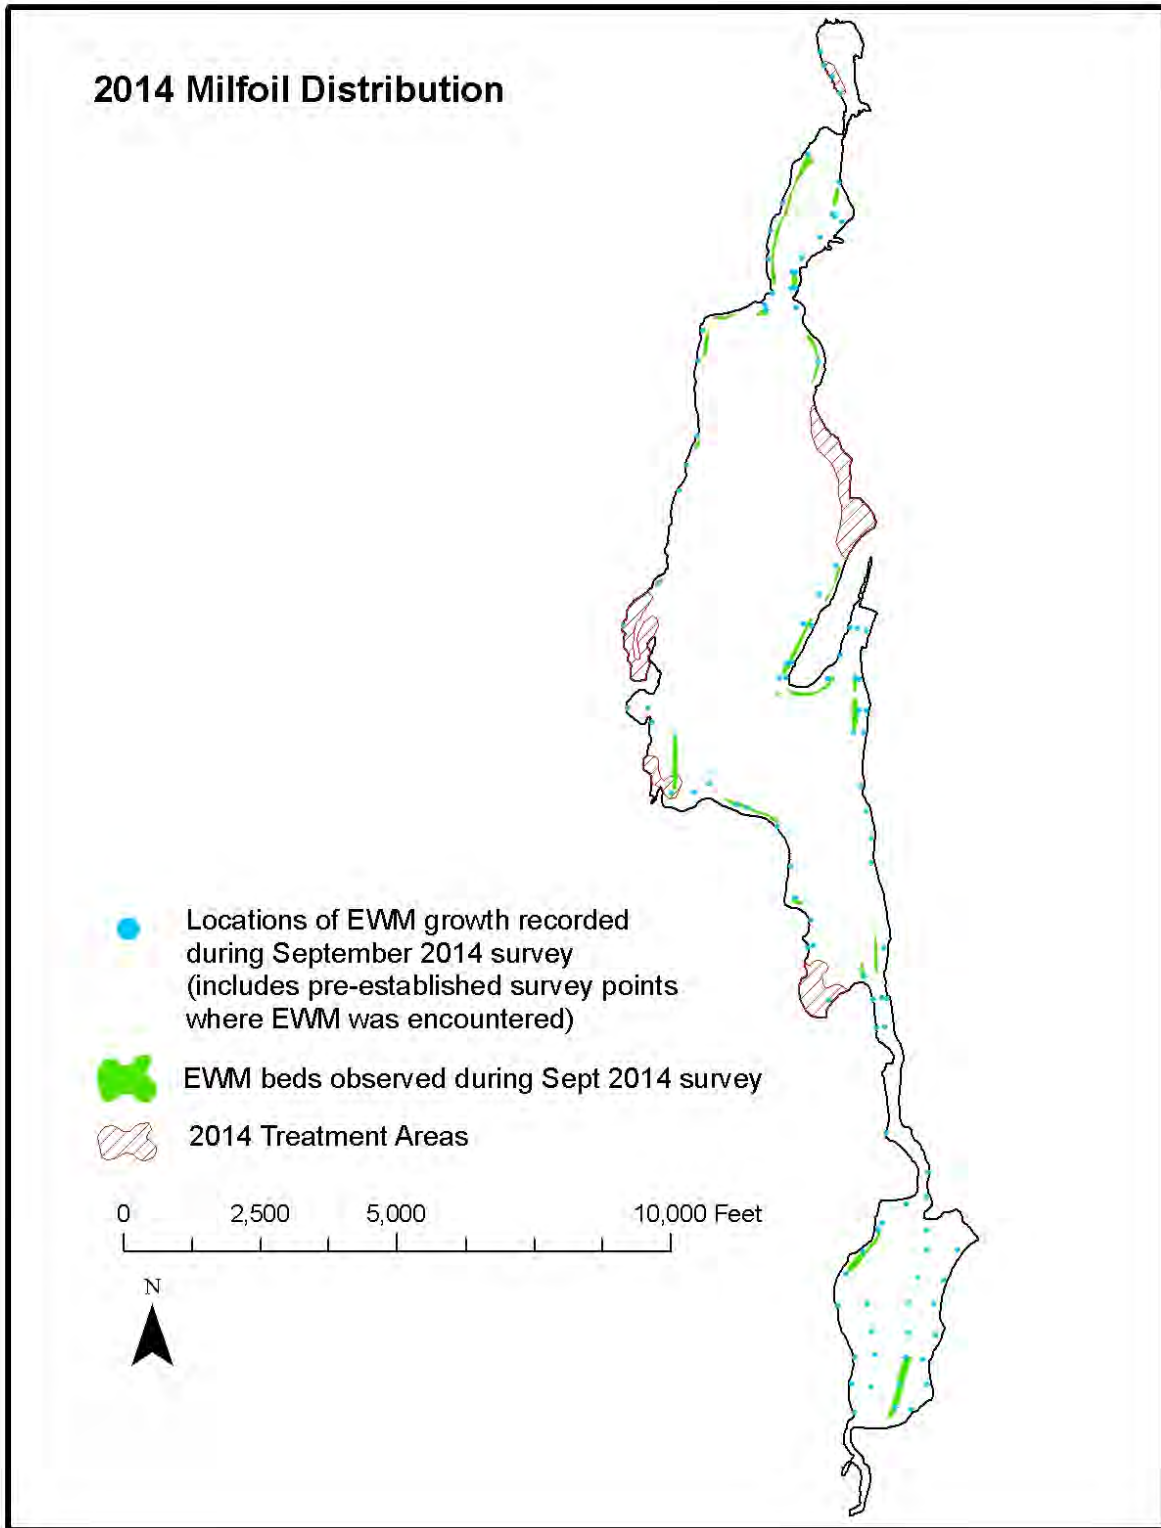 2014 Milfoil Distribution
Locations of EWM growth recorded
during September 2014 survey
(includes pre-established survey points
where EWM was encountered)
EWM beds observed during Sept 2014 survey
2014 Treatment Areas
0 2,500 5,000 10,000 Feet
N